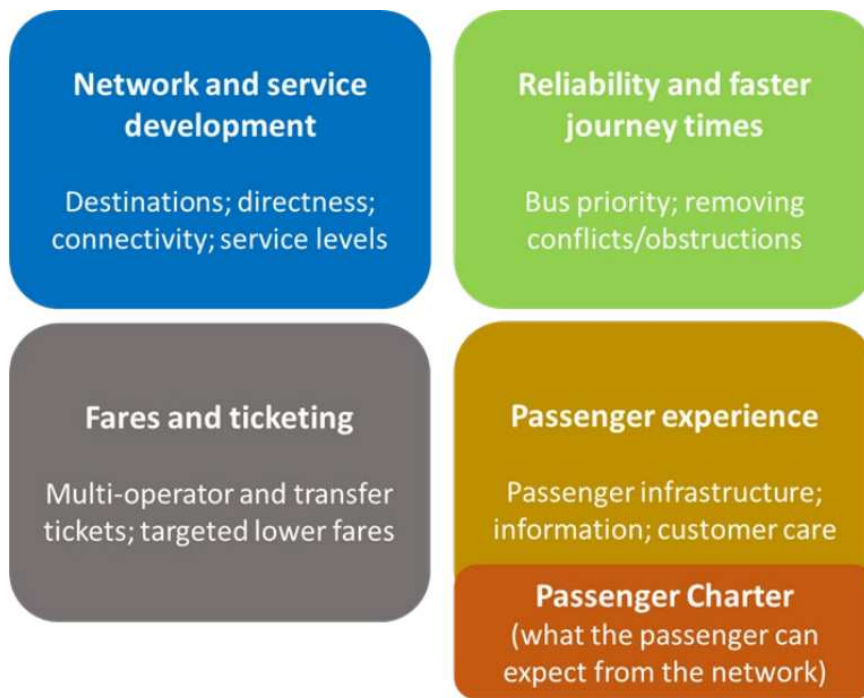 Network and service
development
Destinations; directness;
connectivity; service levels
Reliability and faster
journey times
Bus priority; removing
conflicts/obstructions
Fares and ticketing
Multi-operator and transfer
tickets; targeted lower fares
Passenger experience
Passenger infrastructure;
information; customer care
Passenger Charter
(what the passenger can
expect from the network)